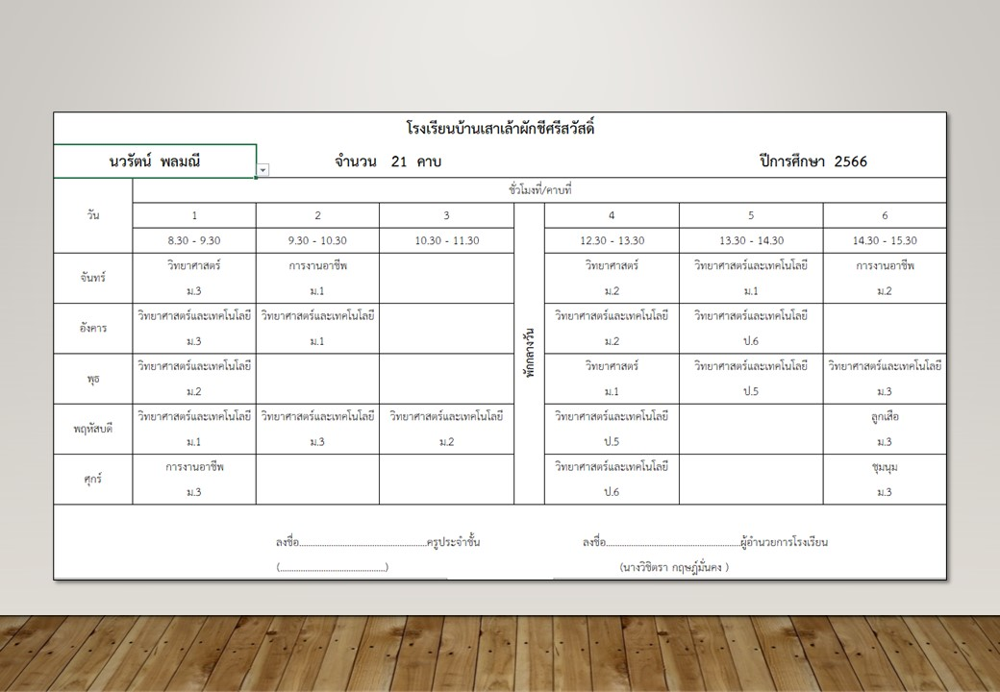 โรงเรียนบ้านเสาเล้าผักชีศรีสวัสดิ์
นวรัตน์ พลมณี จำนวน 21 คาบ ปีการศึกษา 2566
วัน ชั่วโมงที่/คาบที่
1 2 3 พักกลางวัน 4 5 6
8.30 - 9.30 9.30 - 10.30 10.30 - 11.30 12.30 - 13.30 13.30 - 14.30 14.30 - 15.30
จันทร์
วิทยาศาสตร์ การงานอาชีพ วิทยาศาสตร์ วิทยาศาสตร์และเทคโนโลยี การงานอาชีพ
ม.3 ม.1 ม.2 ม.1 ม.2
อังคาร
วิทยาศาสตร์และเทคโนโลยี วิทยาศาสตร์และเทคโนโลยี วิทยาศาสตร์และเทคโนโลยี วิทยาศาสตร์และเทคโนโลยี
ม.3 ม.1 ม.2 ป.6
พุธ
วิทยาศาสตร์และเทคโนโลยี วิทยาศาสตร์ วิทยาศาสตร์และเทคโนโลยี วิทยาศาสตร์และเทคโนโลยี
ม.2 ม.1 ป.5 ม.3
พฤหัสบดี
วิทยาศาสตร์และเทคโนโลยี วิทยาศาสตร์และเทคโนโลยี วิทยาศาสตร์และเทคโนโลยี วิทยาศาสตร์และเทคโนโลยี ลูกเสือ
ม.1 ม.3 ม.2 ป.5 ม.3
ศุกร์
การงานอาชีพ วิทยาศาสตร์และเทคโนโลยี ชุมนุม
ม.3 ป.6 ม.3
ลงชื่อ................................................ครูประจำชั้น ลงชื่อ..................................................ผู้อำนวยการโรงเรียน
(........................................) (นางวิชิตรา กฤษฎ์มั่นคง )